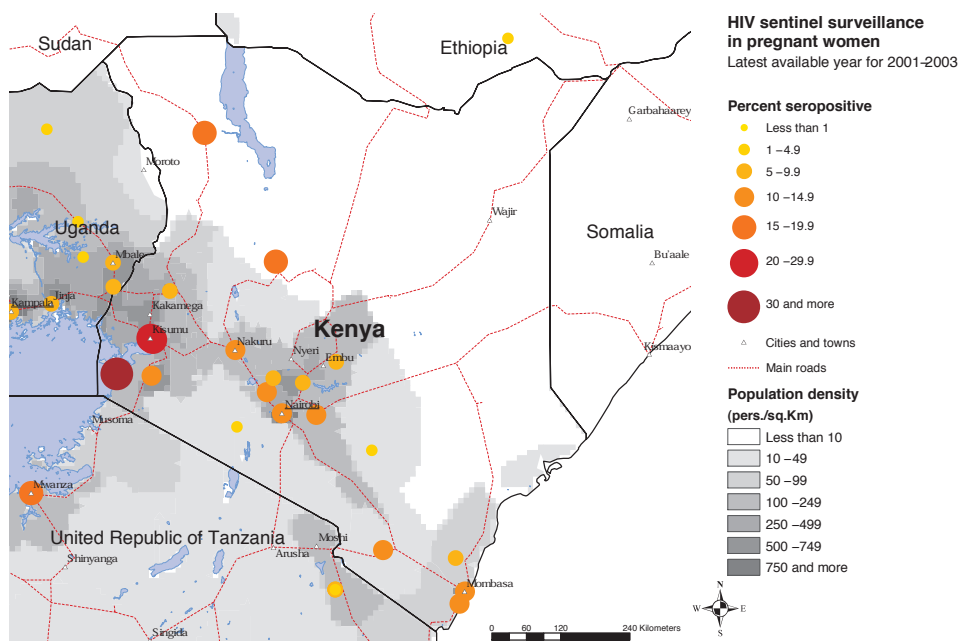 HIV sentinel surveillance
in pregnant women
Latest available year for 2001-2003
Percent seropositive
Less than 1
1 –4.9
5 –9.9
10 –14.9
15 –19.9
20 –29.9
30 and more
Cities and towns
Main roads
Population density
(pers./sq.Km)
Less than 10
10 –49
50 –99
100 –249
250 –499
500 –749
750 and more
Sudan
Ethiopia
Garbahaarey
Moroto
Wajir
Uganda
Somalia
Mbale
Bu'aale
Jinja
Kampala
Kakamega
Kisumu
Kenya
Nakuru
Nyeri
Embu
Kismaayo
Nairobi
Musoma
Mwanza
United Republic of Tanzania
Moshi
Arusha
Shinyanga
Mombasa
Singida
N
W
E
S
0 60 120 240 Kilometers